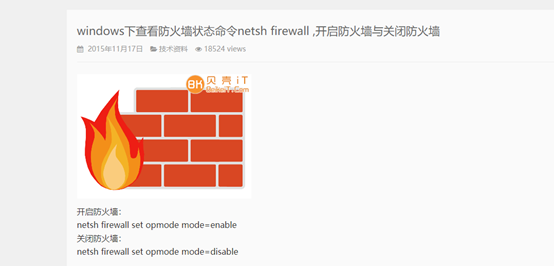 windows下查看防火墙状态命令netsh firewall ,开启防火墙与关闭防火墙
2015年11月17日 技术资料 18524 views
贝壳iT
开启防火墙:
netsh firewall set opmode mode=enable
关闭防火墙:
netsh firewall set opmode mode=disable